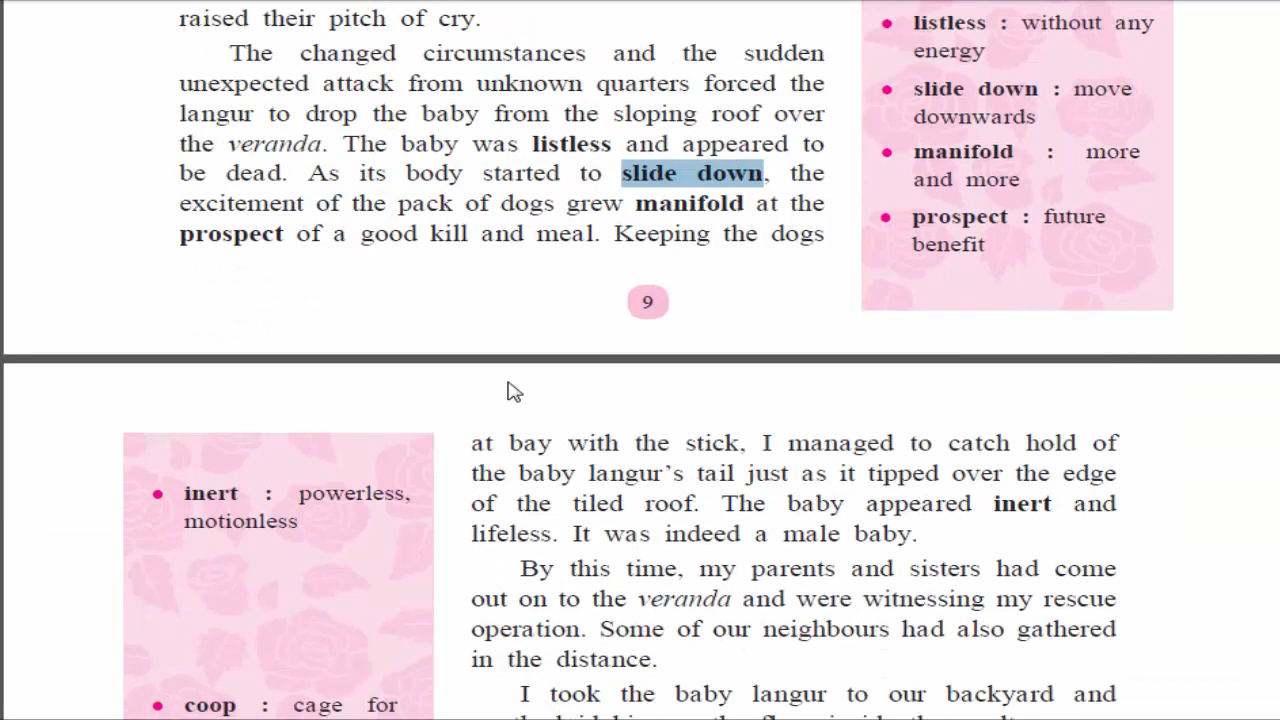 raised their pitch of cry.
The changed circumstances and the sudden
unexpected attack from unknown quarters forced the
langur to drop the baby from the sloping roof over
the veranda. The baby was listless and appeared to
be dead. As its body started to slide down, the
excitement of the pack of dogs grew manifold at the
prospect of a good kill and meal. Keeping the dogs
listless : without any
energy
slide down : move
downwards
manifold : more
and more
prospect : future
benefit
9
inert : powerless,
motionless
coop : cage for
at bay with the stick, I managed to catch hold of
the baby langur's tail just as it tipped over the edge
of the tiled roof. The baby appeared inert and
lifeless. It was indeed a male baby.
By this time, my parents and sisters had come
out on to the veranda and were witnessing my rescue
operation. Some of our neighbours had also gathered
in the distance.
I took the baby langur to our backyard and